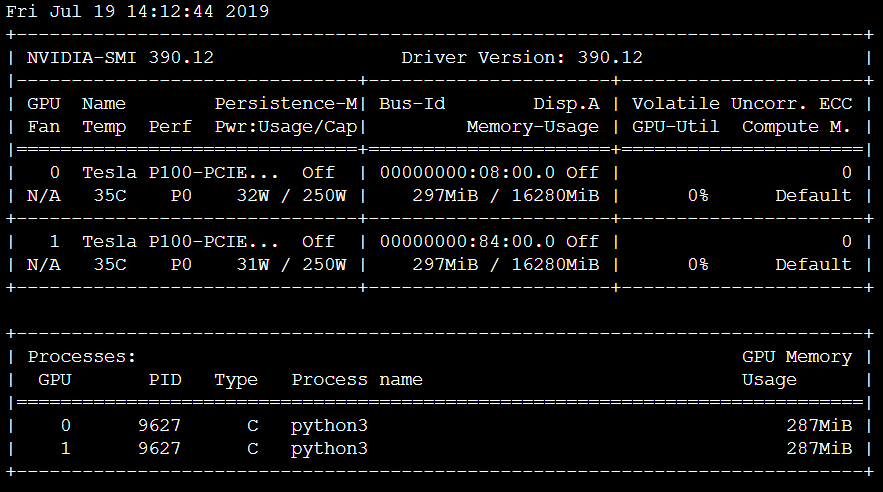 Fri Jul 19 14:12:44 2019
+-----------------------------------------------------------------------------+
| NVIDIA-SMI 390.12                 Driver Version: 390.12                    |
|-------------------------------+----------------------+----------------------+
| GPU  Name        Persistence-M| Bus-Id        Disp.A | Volatile Uncorr. ECC |
| Fan  Temp  Perf  Pwr:Usage/Cap|         Memory-Usage | GPU-Util  Compute M. |
|===============================+======================+======================|
|   0  Tesla P100-PCIE...  Off  | 00000000:08:00.0 Off |                    0 |
| N/A   35C    P0    32W / 250W |    297MiB / 16280MiB |      0%      Default |
+-------------------------------+----------------------+----------------------+
|   1  Tesla P100-PCIE...  Off  | 00000000:84:00.0 Off |                    0 |
| N/A   35C    P0    31W / 250W |    297MiB / 16280MiB |      0%      Default |
+-------------------------------+----------------------+----------------------+

+-----------------------------------------------------------------------------+
| Processes:                                                       GPU Memory |
|  GPU       PID   Type   Process name                             Usage      |
|=============================================================================|
|    0      9627      C   python3                                      287MiB |
|    1      9627      C   python3                                      287MiB |
+-----------------------------------------------------------------------------+